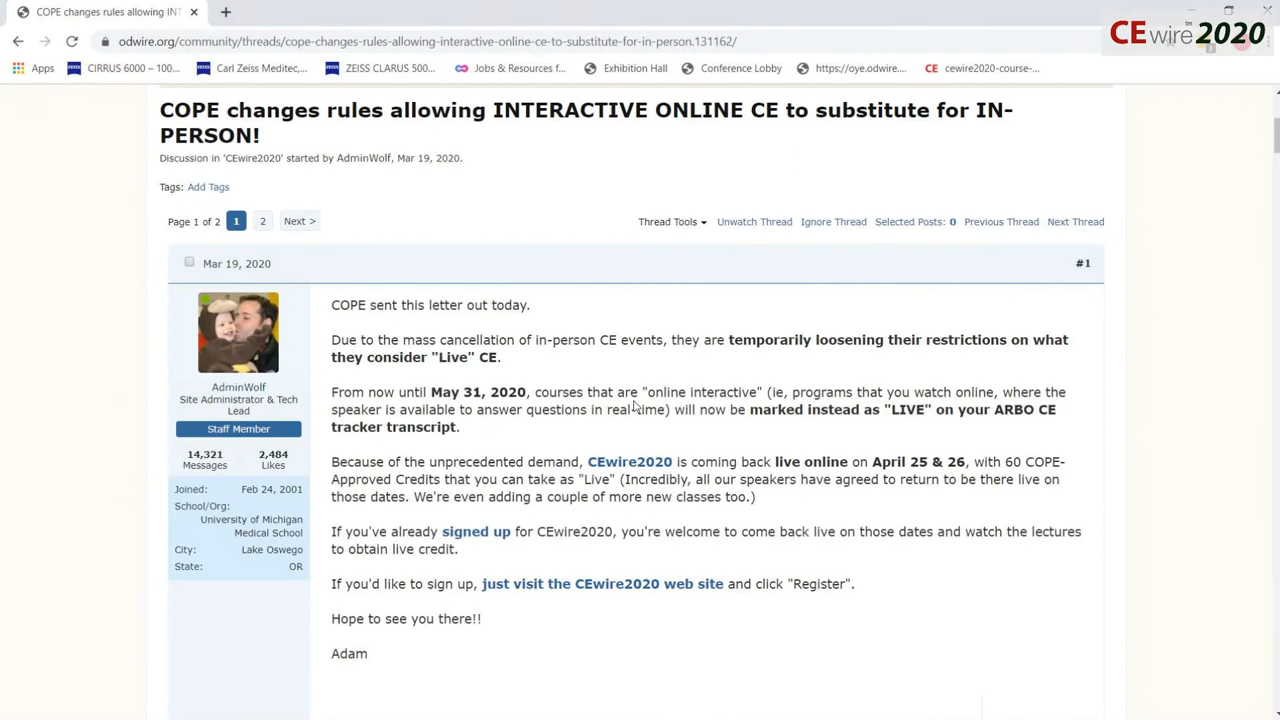 COPE changes rules allowing INT
CEwire™2020
odwire.org/community/threads/cope-changes-rules-allowing-interactive-online-ce-to-substitute-for-in-person.131162/
Apps CIRRUS 6000 – 100... Carl Zeiss Meditec,... ZEISS CLARUS 500... Jobs & Resources f... Exhibition Hall Conference Lobby https://oye.odwire.... CE cewire2020-course-...
COPE changes rules allowing INTERACTIVE ONLINE CE to substitute for IN-
PERSON!
Discussion in 'CEwire2020' started by AdminWolf, Mar 19, 2020.
Tags: Add Tags
Page 1 of 2 1 2 Next > Thread Tools Unwatch Thread Ignore Thread Selected Posts: 0 Previous Thread Next Thread
Mar 19, 2020 #1
AdminWolf
Site Administrator & Tech
Lead
Staff Member
14,321 2,484
Messages Likes
Joined: Feb 24, 2001
School/Org:
University of Michigan
Medical School
City: Lake Oswego
State: OR
COPE sent this letter out today.
Due to the mass cancellation of in-person CE events, they are temporarily loosening their restrictions on what
they consider "Live" CE.
From now until May 31, 2020, courses that are "online interactive" (ie, programs that you watch online, where the
speaker is available to answer questions in real-time) will now be marked instead as "LIVE" on your ARBO CE
tracker transcript.
Because of the unprecedented demand, CEwire2020 is coming back live online on April 25 & 26, with 60 COPE-
Approved Credits that you can take as "Live" (Incredibly, all our speakers have agreed to return to be there live on
those dates. We're even adding a couple of more new classes too.)
If you've already signed up for CEwire2020, you're welcome to come back live on those dates and watch the lectures
to obtain live credit.
If you'd like to sign up, just visit the CEwire2020 web site and click "Register".
Hope to see you there!!
Adam